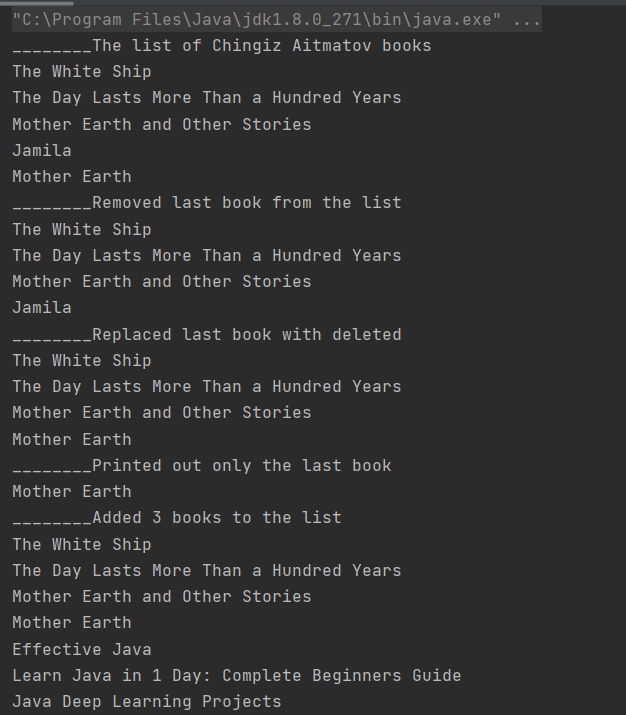 "C:\Program Files\Java\jdk1.8.0_271\bin\java.exe" ...
________The list of Chingiz Aitmatov books
The White Ship
The Day Lasts More Than a Hundred Years
Mother Earth and Other Stories
Jamila
Mother Earth
________Removed last book from the list
The White Ship
The Day Lasts More Than a Hundred Years
Mother Earth and Other Stories
Jamila
________Replaced last book with deleted
The White Ship
The Day Lasts More Than a Hundred Years
Mother Earth and Other Stories
Mother Earth
________Printed out only the last book
Mother Earth
________Added 3 books to the list
The White Ship
The Day Lasts More Than a Hundred Years
Mother Earth and Other Stories
Mother Earth
Effective Java
Learn Java in 1 Day: Complete Beginners Guide
Java Deep Learning Projects